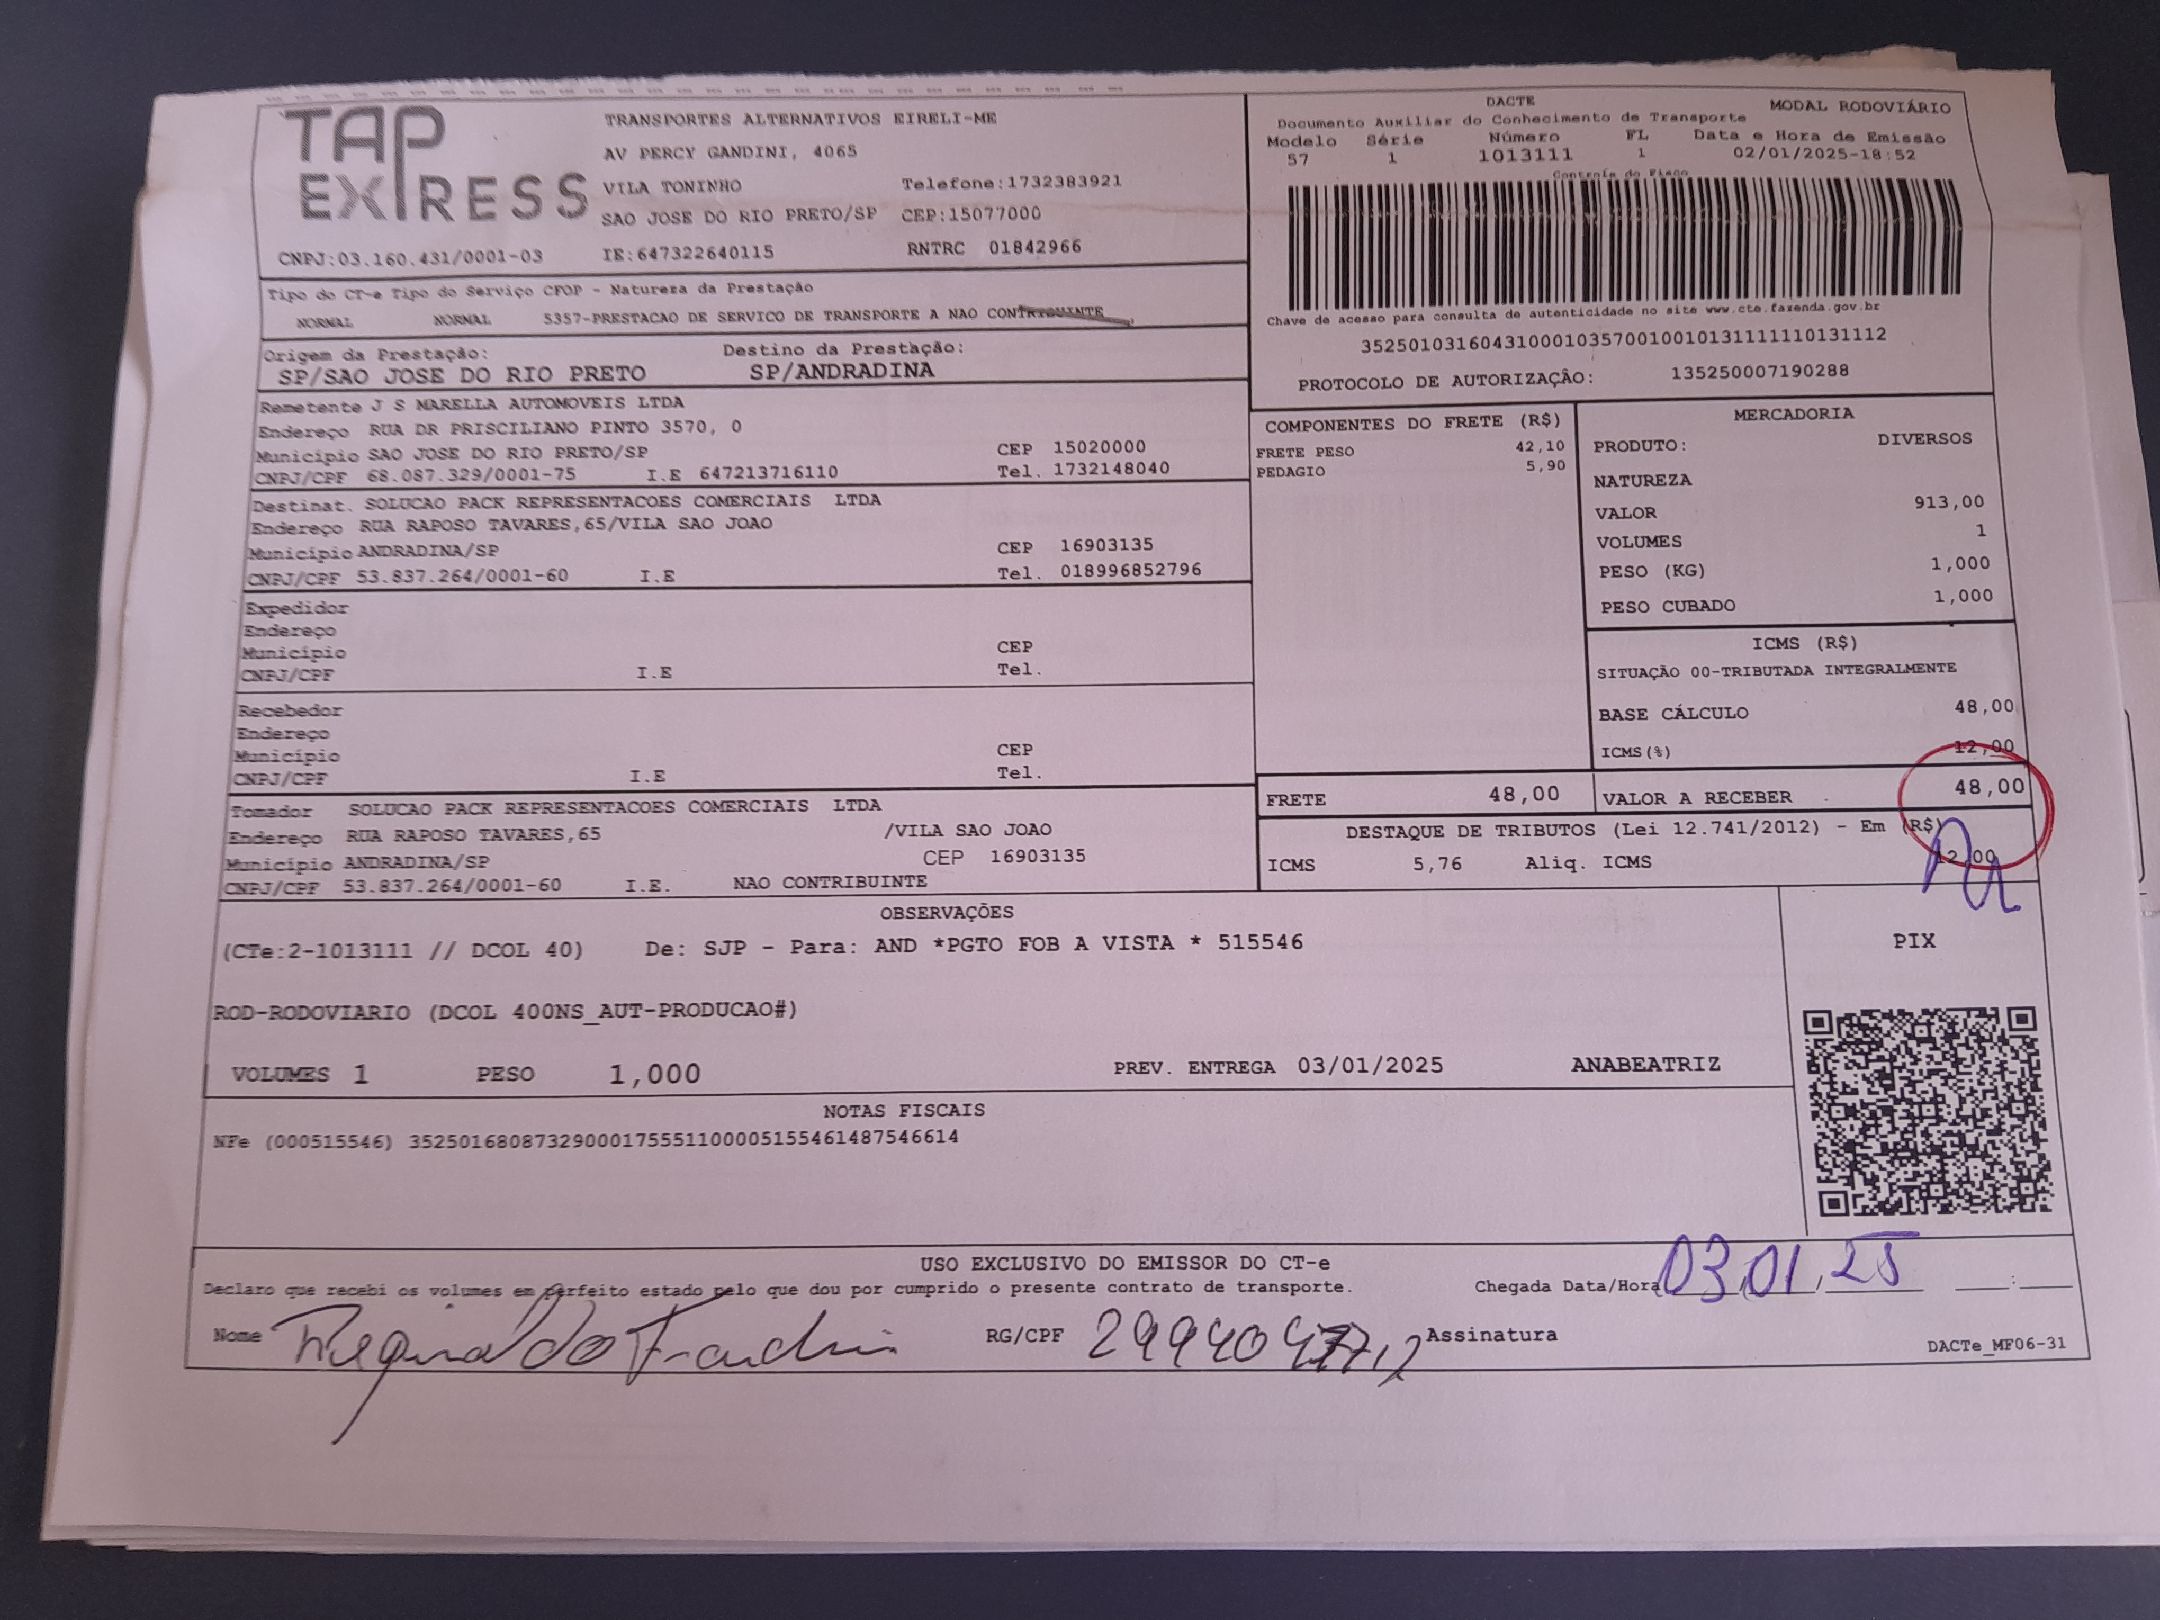 TAP EXPRESS
TRANSPORTES ALTERNATIVOS EIRELI-ME
AV PERCY GANDINI, 4065
VILA TONINHO Telefone:1732383921
SAO JOSE DO RIO PRETO/SP CEP:15077000
CNPJ:03.160.431/0001-03 IE:647322640115 RNTRC 01842966
DACTE MODAL RODOVIÁRIO
Documento Auxiliar do Conhecimento de Transporte
Modelo Série Número FL Data e Hora de Emissão
57 1 1013111 1 02/01/2025-18:52
Controle do Fisco
Chave de acesso para consulta de autenticidade no site www.cte.fazenda.gov.br
35250103160431000103570010010131111110131112
PROTOCOLO DE AUTORIZAÇÃO: 135250007190288
Tipo do CT-e Tipo do Serviço CFOP - Natureza da Prestação
NORMAL NORMAL 5357-PRESTACAO DE SERVICO DE TRANSPORTE A NAO CONTRIBUINTE
Origem da Prestação: Destino da Prestação:
SP/SAO JOSE DO RIO PRETO SP/ANDRADINA
Remetente J S MARELLA AUTOMOVEIS LTDA
Endereço RUA DR PRISCILIANO PINTO 3570, 0
Município SAO JOSE DO RIO PRETO/SP CEP 15020000
CNPJ/CPF 68.087.329/0001-75 I.E 647213716110 Tel. 1732148040
Destinat. SOLUCAO PACK REPRESENTACOES COMERCIAIS LTDA
Endereço RUA RAPOSO TAVARES,65/VILA SAO JOAO
Município ANDRADINA/SP CEP 16903135
CNPJ/CPF 53.837.264/0001-60 I.E Tel. 018996852796
Expedidor
Endereço
Município CEP
CNPJ/CPF I.E Tel.
Recebedor
Endereço
Município CEP
CNPJ/CPF I.E Tel.
Tomador SOLUCAO PACK REPRESENTACOES COMERCIAIS LTDA
Endereço RUA RAPOSO TAVARES,65 /VILA SAO JOAO
Município ANDRADINA/SP CEP 16903135
CNPJ/CPF 53.837.264/0001-60 I.E. NAO CONTRIBUINTE
COMPONENTES DO FRETE (R$)
FRETE PESO 42,10
PEDAGIO 5,90
MERCADORIA
PRODUTO: DIVERSOS
NATUREZA
VALOR 913,00
VOLUMES 1
PESO (KG) 1,000
PESO CUBADO 1,000
ICMS (R$)
SITUAÇÃO 00-TRIBUTADA INTEGRALMENTE
BASE CÁLCULO 48,00
ICMS(%) 12,00
FRETE 48,00 VALOR A RECEBER 48,00
DESTAQUE DE TRIBUTOS (Lei 12.741/2012) - Em (R$)
ICMS 5,76 Aliq. ICMS 12,00
OBSERVAÇÕES
(CTe:2-1013111 // DCOL 40) De: SJP - Para: AND *PGTO FOB A VISTA * 515546
ROD-RODOVIARIO (DCOL 400NS_AUT-PRODUCAO#)
VOLUMES 1 PESO 1,000 PREV. ENTREGA 03/01/2025 ANABEATRIZ
PIX
NOTAS FISCAIS
NFe (000515546) 35250168087329000175551100005155461487546614
USO EXCLUSIVO DO EMISSOR DO CT-e
Declaro que recebi os volumes em perfeito estado pelo que dou por cumprido o presente contrato de transporte. Chegada Data/Hora 03/01/25 :
Nome Reginaldo RG/CPF Assinatura
DACTe_MF06-31